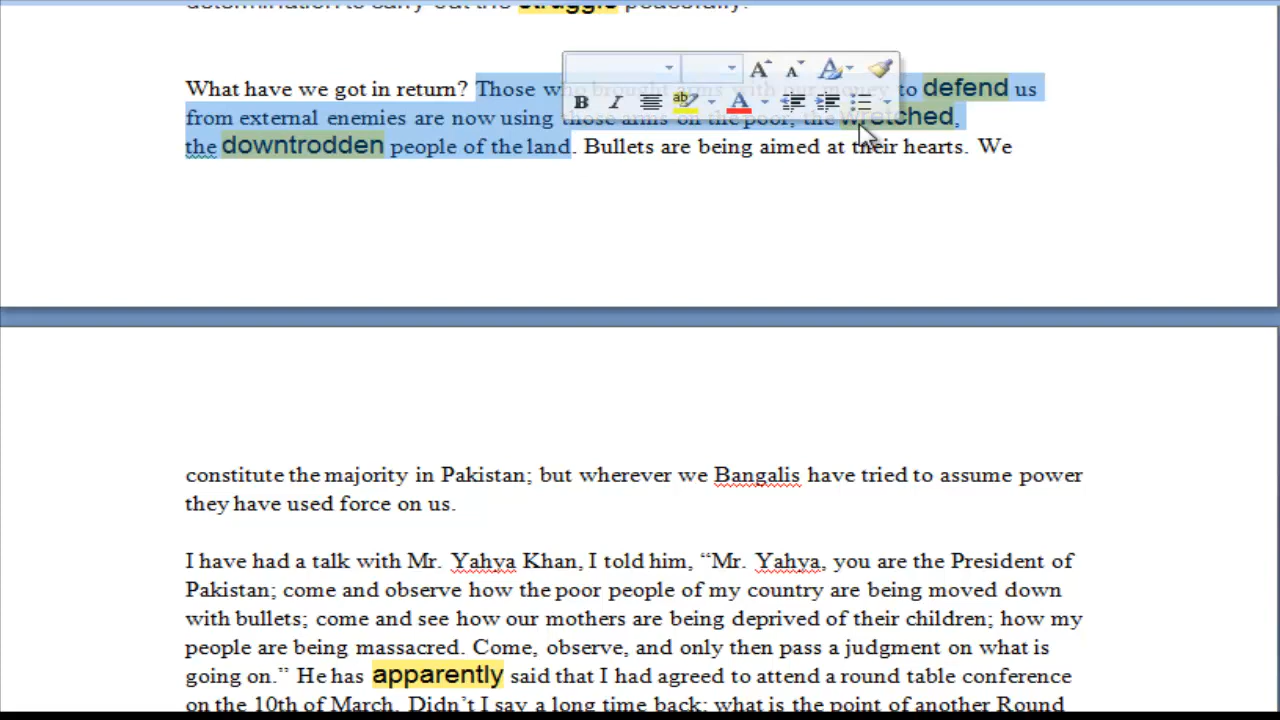 determination to carry out the struggle peacefully.
What have we got in return? Those who brought arms with our money to defend us
from external enemies are now using those arms on the poor, the wretched,
the downtrodden people of the land. Bullets are being aimed at their hearts. We
constitute the majority in Pakistan; but wherever we Bangalis have tried to assume power
they have used force on us.
I have had a talk with Mr. Yahya Khan, I told him, “Mr. Yahya, you are the President of
Pakistan; come and observe how the poor people of my country are being moved down
with bullets; come and see how our mothers are being deprived of their children; how my
people are being massacred. Come, observe, and only then pass a judgment on what is
going on.” He has apparently said that I had agreed to attend a round table conference
on the 10th of March. Didn’t I say a long time back: what is the point of another Round